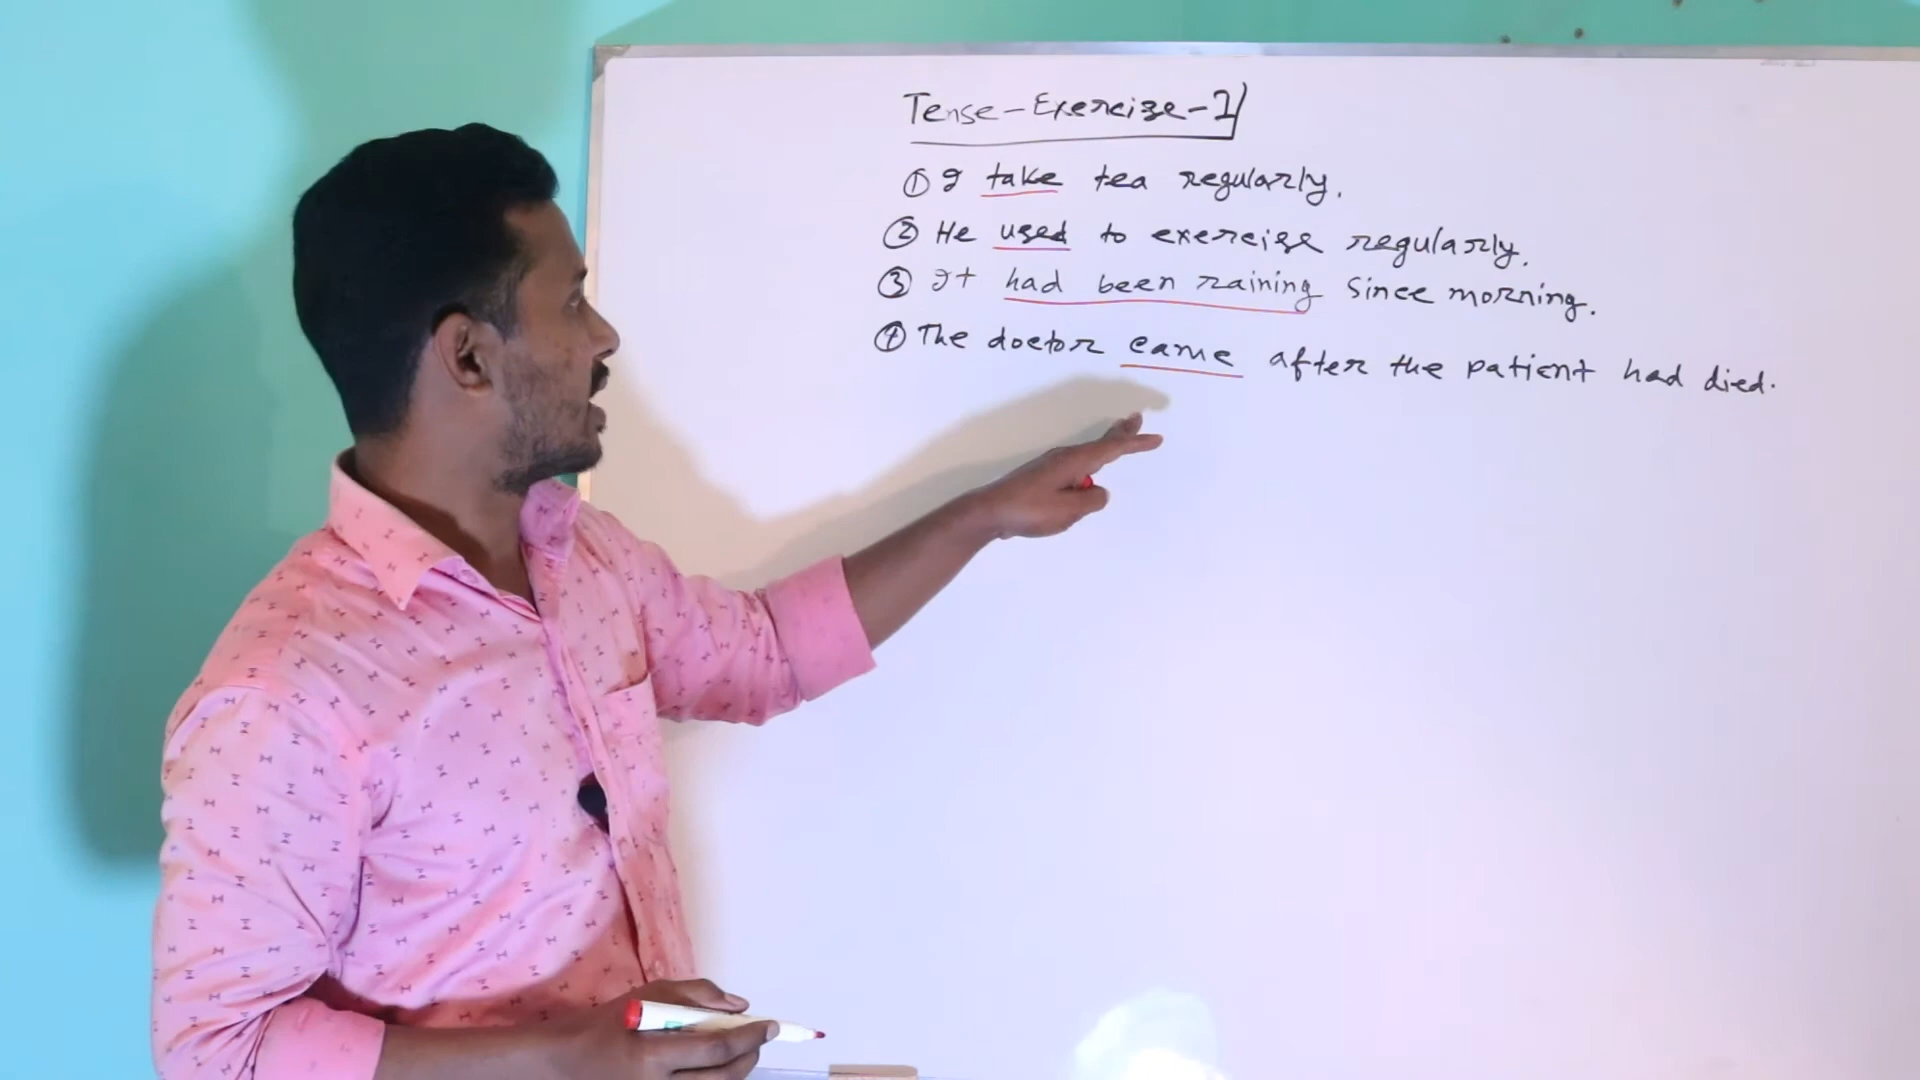 Tense-Exercise-1
① I take tea regularly.
② He used to exercise regularly.
③ It had been raining since morning.
④ The doctor came after the patient had died.